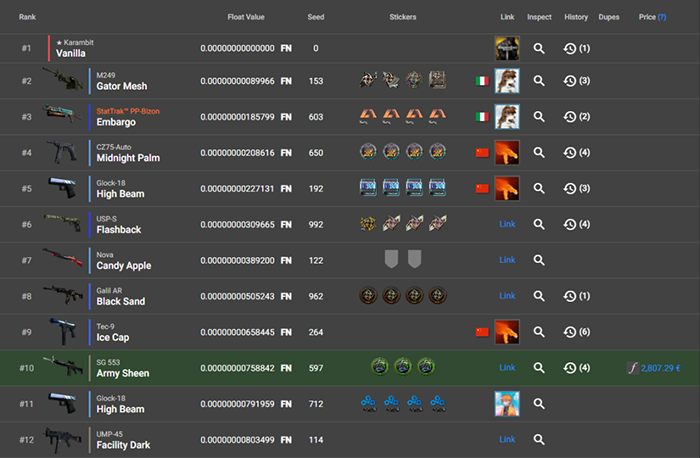 Rank Float Value Seed Stickers Link Inspect History Dupes Price (?)
#1 ★ Karambit
Vanilla 0.00000000000000 FN 0 (1)
#2 M249
Gator Mesh 0.00000000089966 FN 153 (3)
#3 StatTrak™ PP-Bizon
Embargo 0.00000000185799 FN 603 (2)
#4 CZ75-Auto
Midnight Palm 0.00000000208616 FN 650 (4)
#5 Glock-18
High Beam 0.00000000227131 FN 192 (3)
#6 USP-S
Flashback 0.00000000309665 FN 992 Link (4)
#7 Nova
Candy Apple 0.00000000389200 FN 122 Link
#8 Galil AR
Black Sand 0.00000000505243 FN 962 Link (1)
#9 Tec-9
Ice Cap 0.00000000658445 FN 264 (6)
#10 SG 553
Army Sheen 0.00000000758842 FN 597 Link (4) f 2,807.29 €
#11 Glock-18
High Beam 0.00000000791959 FN 712
#12 UMP-45
Facility Dark 0.00000000803499 FN 114 Link